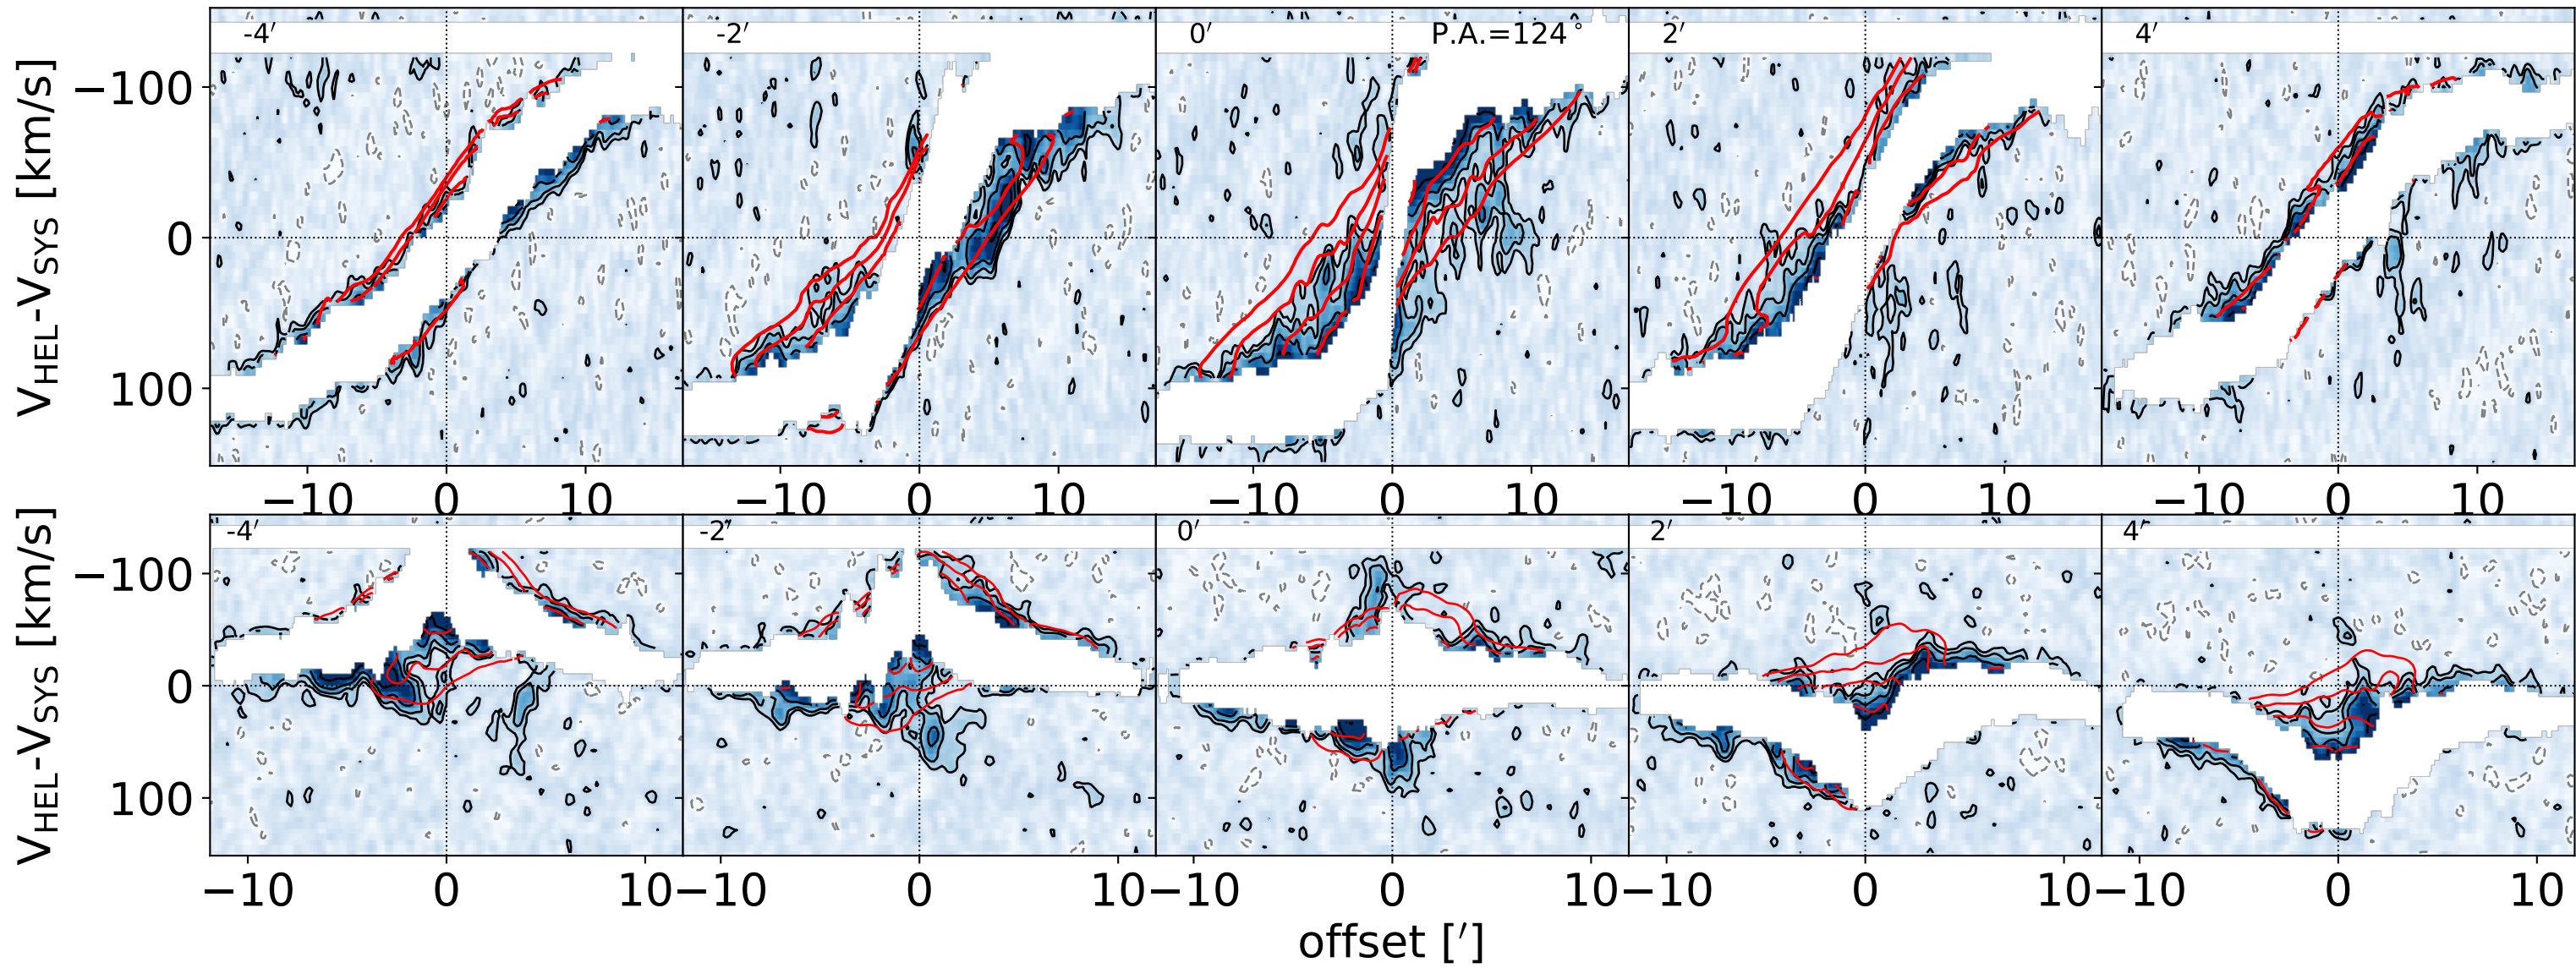 -4′ -2′ 0′ P.A.=124° 2′ 4′
V_HEL-V_SYS [km/s]
−100
0
100
−10 0 10 −10 0 10 −10 0 10 −10 0 10 −10 0 10
-4′ -2′ 0′ 2′ 4′
V_HEL-V_SYS [km/s]
−100
0
100
−10 0 10 −10 0 10 −10 0 10 −10 0 10 −10 0 10
offset [′]